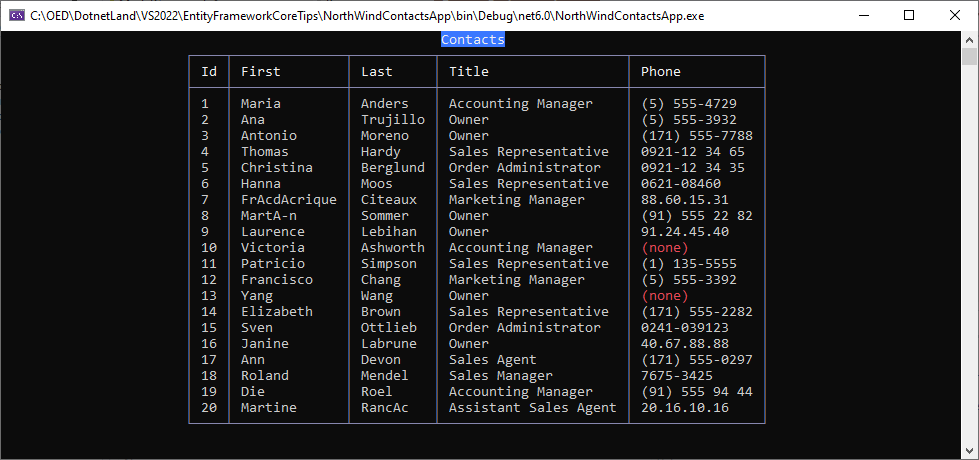 C:\OED\DotnetLand\VS2022\EntityFrameworkCoreTips\NorthWindContactsApp\bin\Debug\net6.0\NorthWindContactsApp.exe
Contacts
Id First Last Title Phone
1 Maria Anders Accounting Manager (5) 555-4729
2 Ana Trujillo Owner (5) 555-3932
3 Antonio Moreno Owner (171) 555-7788
4 Thomas Hardy Sales Representative 0921-12 34 65
5 Christina Berglund Order Administrator 0921-12 34 35
6 Hanna Moos Sales Representative 0621-08460
7 FrAcdAcrique Citeaux Marketing Manager 88.60.15.31
8 MartA-n Sommer Owner (91) 555 22 82
9 Laurence Lebihan Owner 91.24.45.40
10 Victoria Ashworth Accounting Manager (none)
11 Patricio Simpson Sales Representative (1) 135-5555
12 Francisco Chang Marketing Manager (5) 555-3392
13 Yang Wang Owner (none)
14 Elizabeth Brown Sales Representative (171) 555-2282
15 Sven Ottlieb Order Administrator 0241-039123
16 Janine Labrune Owner 40.67.88.88
17 Ann Devon Sales Agent (171) 555-0297
18 Roland Mendel Sales Manager 7675-3425
19 Die Roel Accounting Manager (91) 555 94 44
20 Martine RancAc Assistant Sales Agent 20.16.10.16